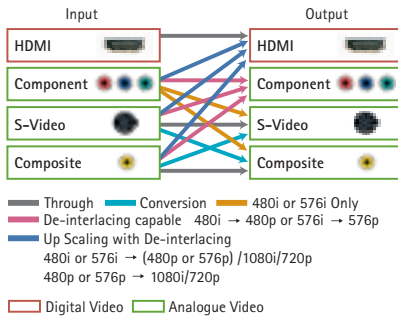 Input Output
HDMI HDMI
Component Component
S-Video S-Video
Composite Composite
Through Conversion 480i or 576i Only
De-interlacing capable 480i → 480p or 576i → 576p
Up Scaling with De-interlacing
480i or 576i → (480p or 576p) /1080i/720p
480p or 576p → 1080i/720p
Digital Video Analogue Video